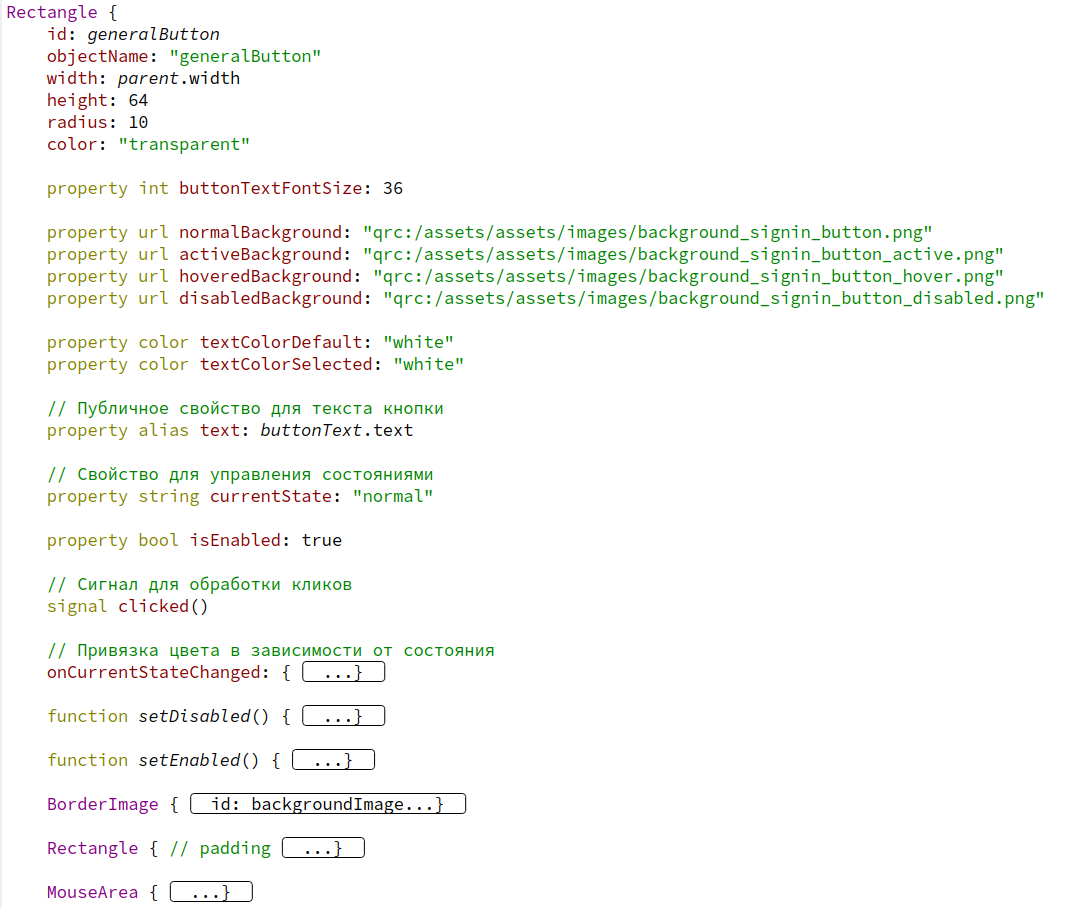 Rectangle {
id: generalButton
objectName: "generalButton"
width: parent.width
height: 64
radius: 10
color: "transparent"
property int buttonTextFontSize: 36
property url normalBackground: "qrc:/assets/assets/images/background_signin_button.png"
property url activeBackground: "qrc:/assets/assets/images/background_signin_button_active.png"
property url hoveredBackground: "qrc:/assets/assets/images/background_signin_button_hover.png"
property url disabledBackground: "qrc:/assets/assets/images/background_signin_button_disabled.png"
property color textColorDefault: "white"
property color textColorSelected: "white"
// Публичное свойство для текста кнопки
property alias text: buttonText.text
// Свойство для управления состояниями
property string currentState: "normal"
property bool isEnabled: true
// Сигнал для обработки кликов
signal clicked()
// Привязка цвета в зависимости от состояния
onCurrentStateChanged: { ...}
function setDisabled() { ...}
function setEnabled() { ...}
BorderImage { id: backgroundImage...}
Rectangle { // padding ...}
MouseArea { ...}